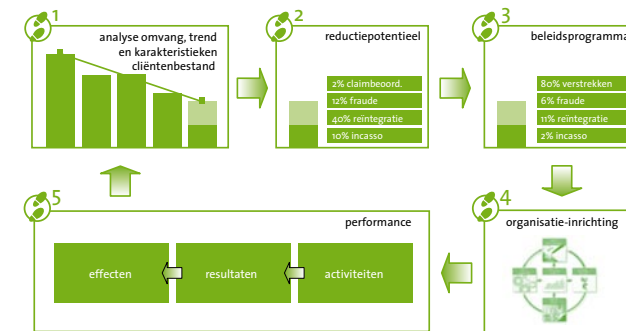 1
analyse omvang, trend
en karakteristieken
cliëntenbestand
2
reductiepotentieel
2% claimbeoord.
12% fraude
40% reïntegratie
10% incasso
3
beleidsprogramma
80% verstrekken
6% fraude
11% reïntegratie
2% incasso
4
organisatie-inrichting
5
performance
effecten
resultaten
activiteiten